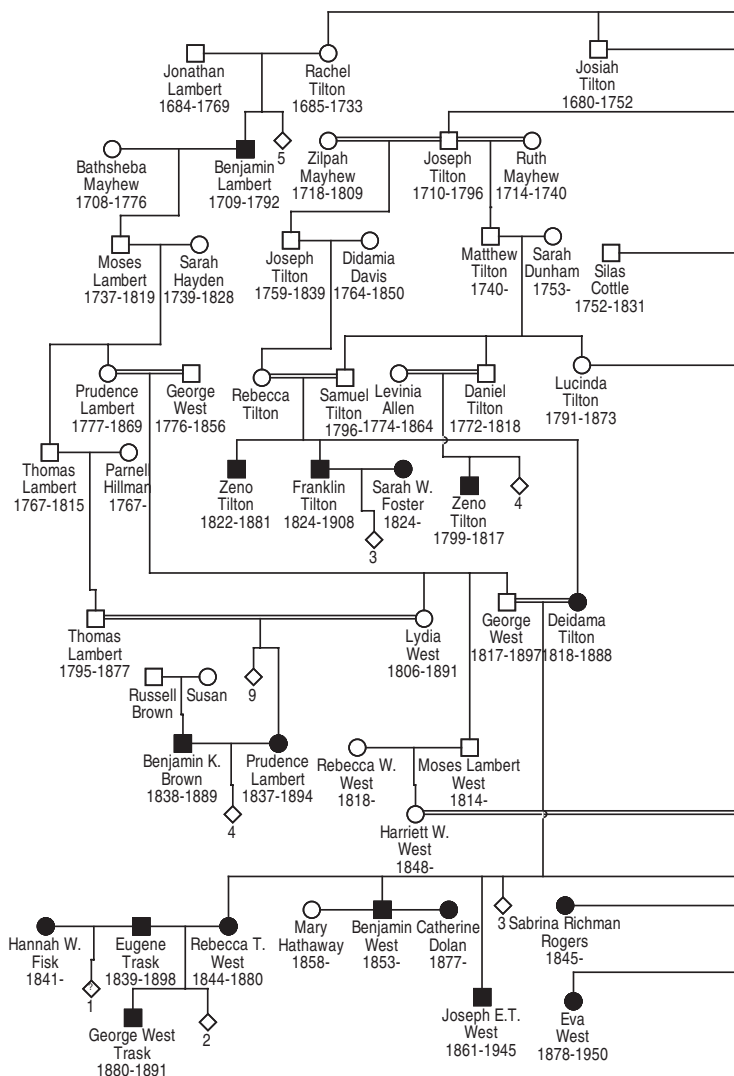 Jonathan
Lambert
1684-1769
Rachel
Tilton
1685-1733
Josiah
Tilton
1680-1752
5
Bathsheba
Mayhew
1708-1776
Benjamin
Lambert
1709-1792
Zilpah
Mayhew
1718-1809
Joseph
Tilton
1710-1796
Ruth
Mayhew
1714-1740
Moses
Lambert
1737-1819
Sarah
Hayden
1739-1828
Joseph
Tilton
1759-1839
Didamia
Davis
1764-1850
Matthew
Tilton
1740-
Sarah
Dunham
1753-
Silas
Cottle
1752-1831
Prudence
Lambert
1777-1869
George
West
1776-1856
Rebecca
Tilton
Samuel
Tilton
1796-
Levinia
Allen
1774-1864
Daniel
Tilton
1772-1818
Lucinda
Tilton
1791-1873
Thomas
Lambert
1767-1815
Parnell
Hillman
1767-
Zeno
Tilton
1822-1881
Franklin
Tilton
1824-1908
Sarah W.
Foster
1824-
3
Zeno
Tilton
1799-1817
4
Thomas
Lambert
1795-1877
Lydia
West
1806-1891
George
West
1817-1897
Deidama
Tilton
1818-1888
9
Russell
Brown
Susan
Benjamin K.
Brown
1838-1889
Prudence
Lambert
1837-1894
4
Rebecca W.
West
1818-
Moses Lambert
West
1814-
Harriett W.
West
1848-
Hannah W.
Fisk
1841-
Eugene
Trask
1839-1898
Rebecca T.
West
1844-1880
Mary
Hathaway
1858-
Benjamin
West
1853-
Catherine
Dolan
1877-
3
Sabrina Richman
Rogers
1845-
?
1
George West
Trask
1880-1891
2
Joseph E.T.
West
1861-1945
Eva
West
1878-1950